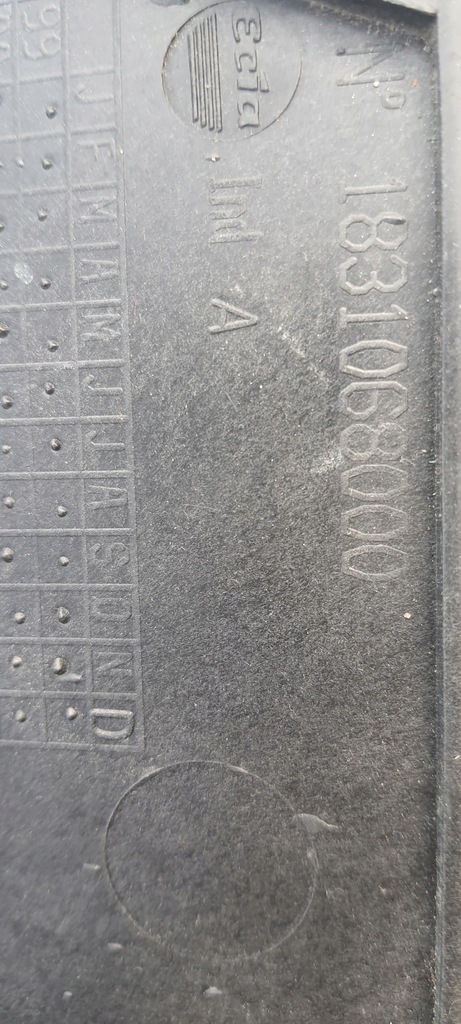 Ecia
N° 1831068000
Ind A
J F M A M J J A S O N D
99